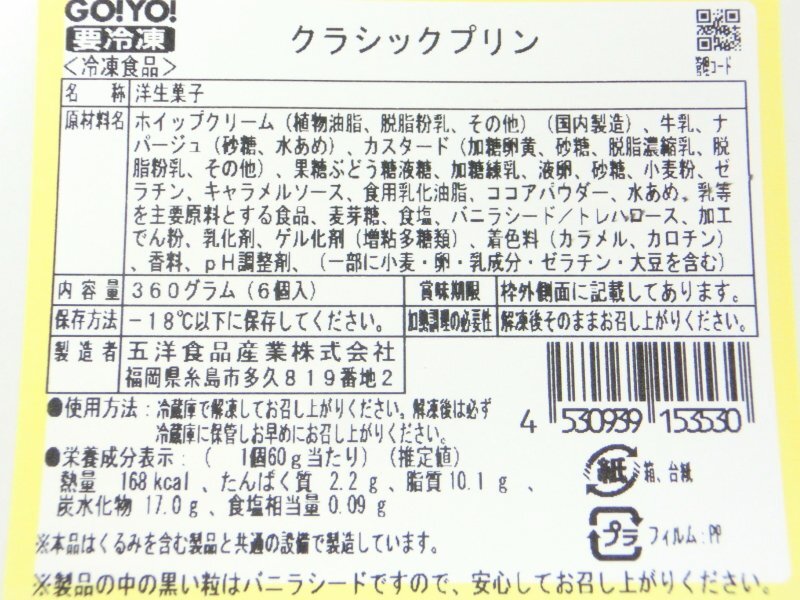 GO!YO!
要冷凍
クラシックプリン
管理コード
<冷凍食品>
名称 洋生菓子
原材料名 ホイップクリーム(植物油脂、脱脂粉乳、その他)(国内製造)、牛乳、ナ
パージュ(砂糖、水あめ)、カスタード(加糖卵黄、砂糖、脱脂濃縮乳、脱
脂粉乳、その他)、果糖ぶどう糖液糖、加糖練乳、液卵、砂糖、小麦粉、ゼ
ラチン、キャラメルソース、食用乳化油脂、ココアパウダー、水あめ、乳等
を主要原料とする食品、麦芽糖、食塩、バニラシード/トレハロース、加工
でん粉、乳化剤、ゲル化剤(増粘多糖類)、着色料(カラメル、カロチン)
、香料、pH調整剤、(一部に小麦・卵・乳成分・ゼラチン・大豆を含む)
内容量 360グラム(6個入) 賞味期限 枠外側面に記載してあります。
保存方法 -18℃以下に保存してください。 加熱調理の必要性 解凍後そのままお召し上がりください。
製造者 五洋食品産業株式会社
福岡県糸島市多久819番地2
●使用方法:冷蔵庫で解凍してお召し上がりください。解凍後は必ず
冷蔵庫に保管しお早めにお召し上がりください。
4 530939 153530
●栄養成分表示:( 1個60g当たり)(推定値)
熱量 168kcal、たんぱく質 2.2g、脂質10.1g、
炭水化物 17.0g、食塩相当量0.09g
紙 箱、台紙
プラ フィルム:PP
※本品はくるみを含む製品と共通の設備で製造しています。
※製品の中の黒い粒はバニラシードですので、安心してお召し上がりください。